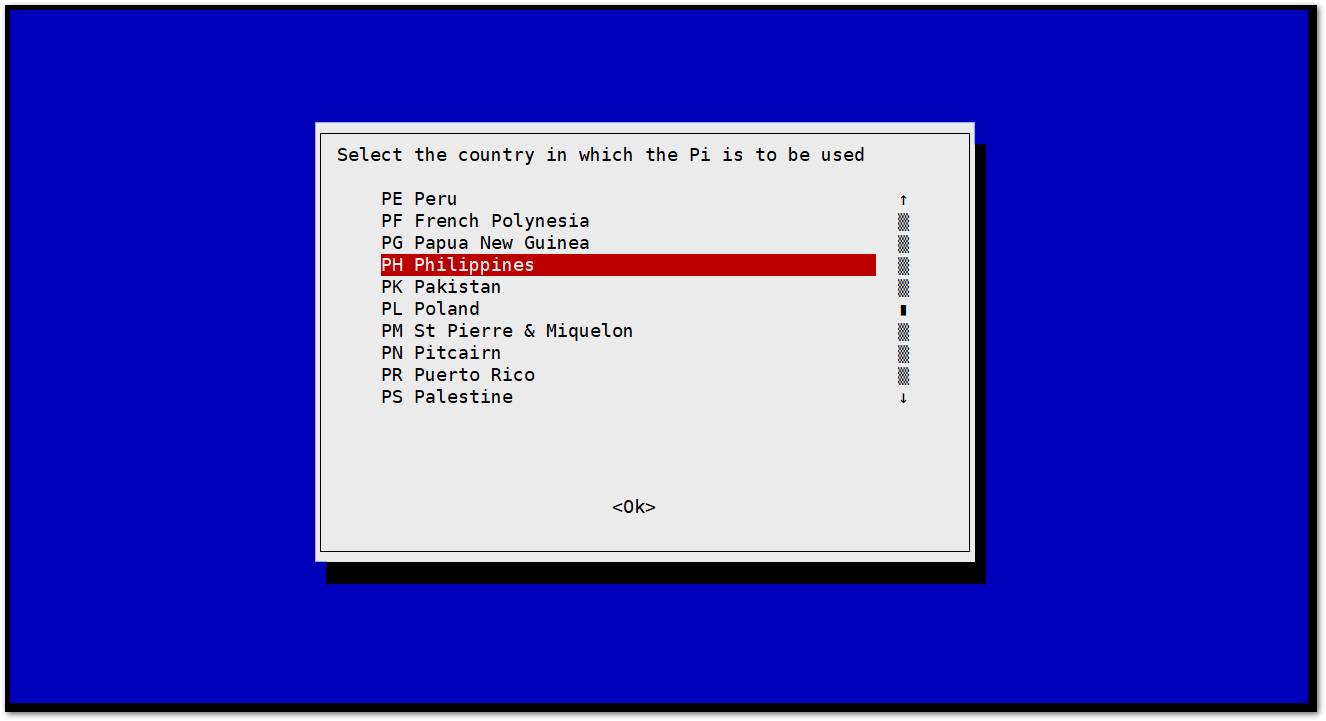 Select the country in which the Pi is to be used
PE Peru ↑
PF French Polynesia
PG Papua New Guinea
PH Philippines
PK Pakistan
PL Poland
PM St Pierre & Miquelon
PN Pitcairn
PR Puerto Rico
PS Palestine ↓
<Ok>